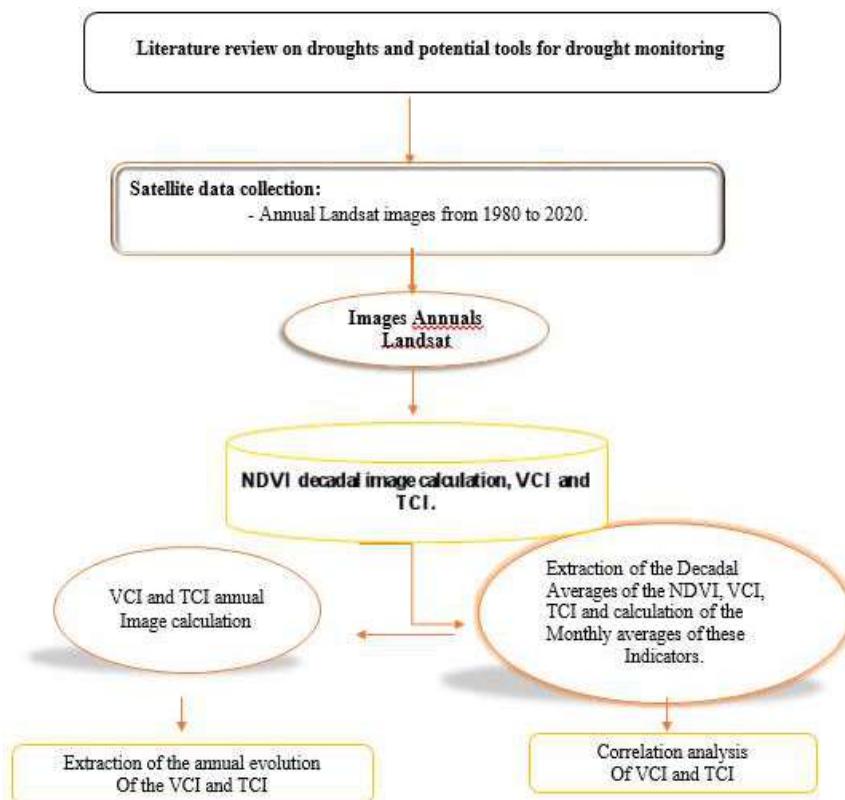 Literature review on droughts and potential tools for drought monitoring
Satellite data collection:
- Annual Landsat images from 1980 to 2020.
Images Annuals
Landsat
NDVI decadal image calculation, VCI and
TCI.
VCI and TCI annual
Image calculation
Extraction of the Decadal
Averages of the NDVI, VCI,
TCI and calculation of the
Monthly averages of these
Indicators.
Extraction of the annual evolution
Of the VCI and TCI
Correlation analysis
Of VCI and TCI